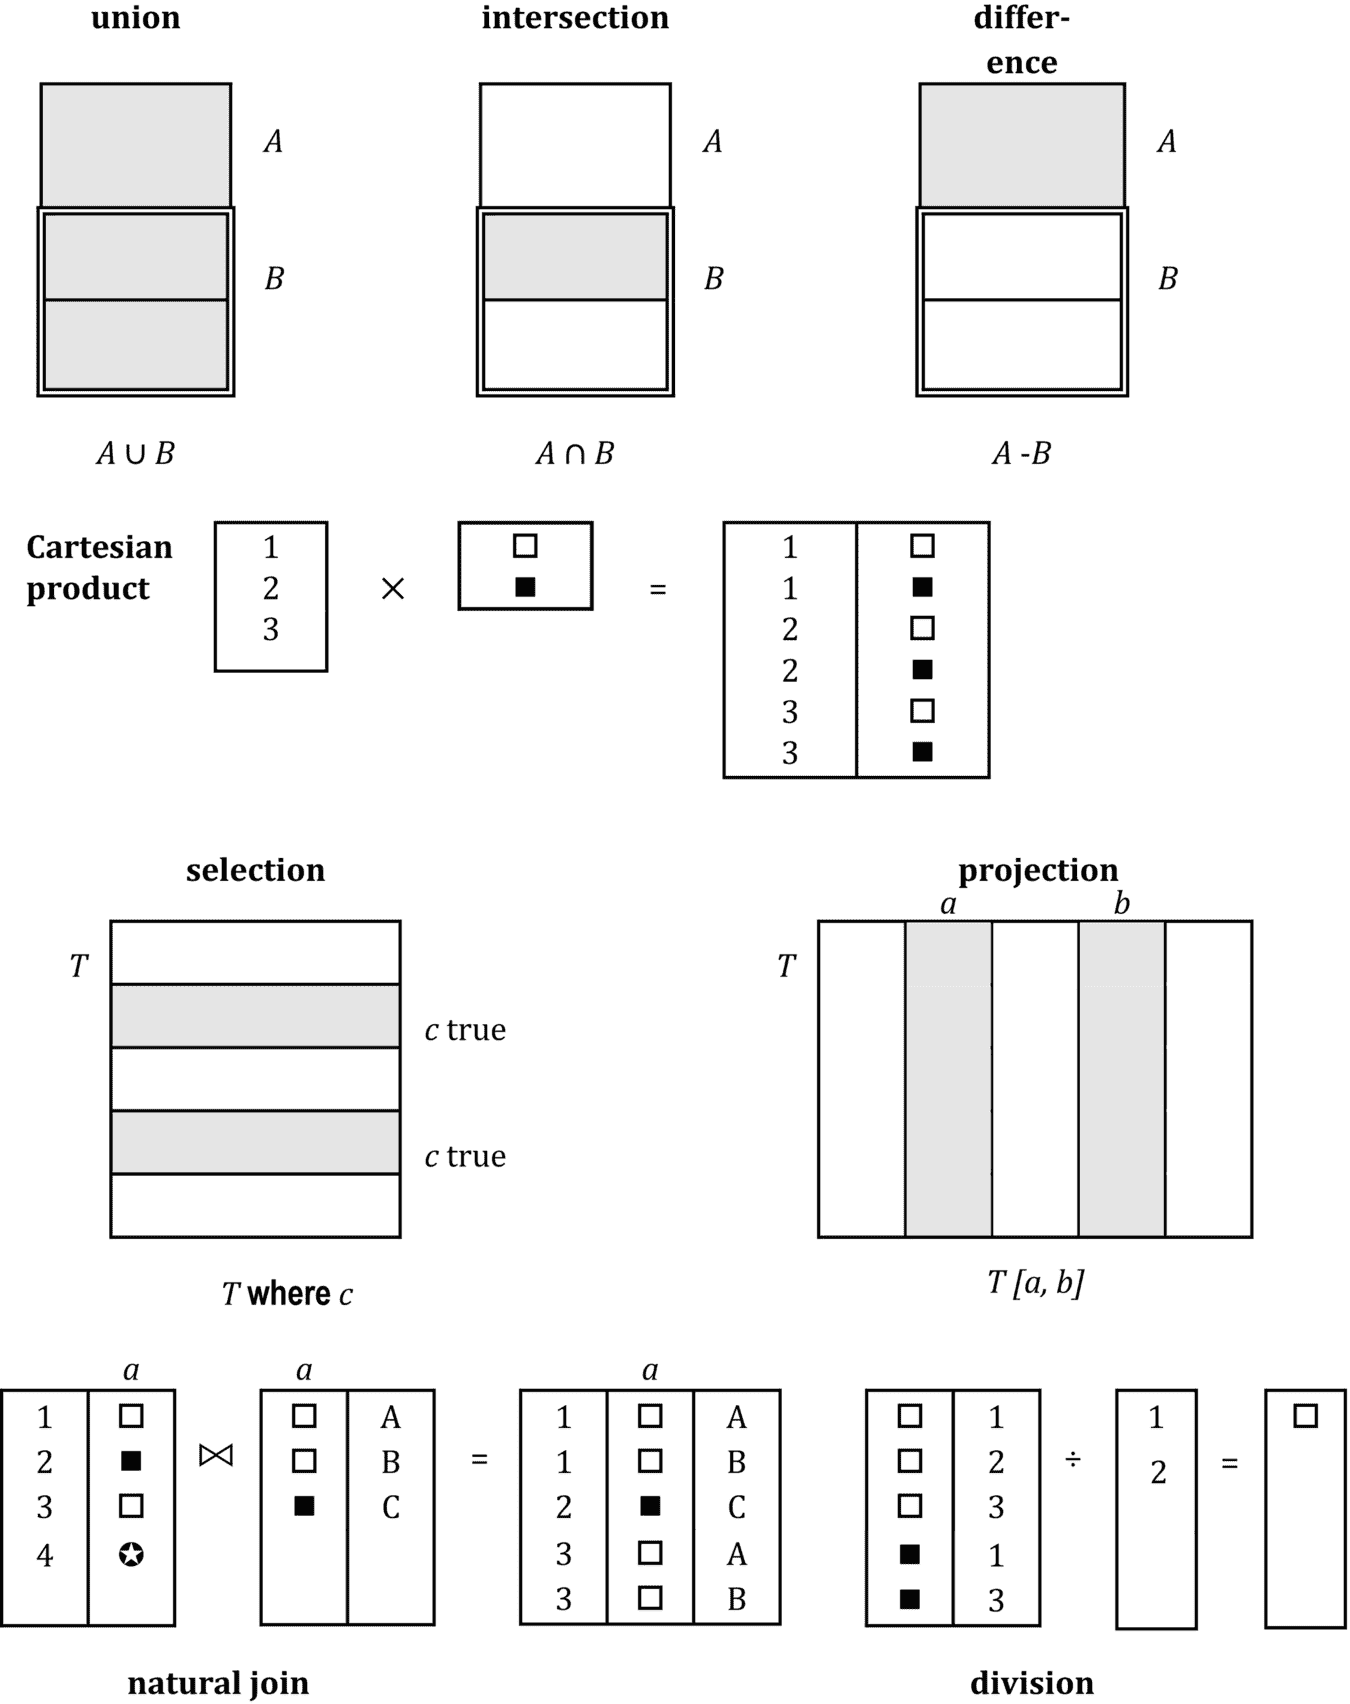 union intersection differ-
ence
A A A
B B B
A ∪ B A ∩ B A -B
Cartesian 1 □ 1 □
product 2 × ■ = 1 ■
3 2 □
2 ■
3 □
3 ■
selection projection
a b
T T
c true
c true
T where c T [a, b]
a a a
1 □ □ A 1 □ A □ 1 1 □
2 ■ ⋈ □ B = 1 □ B □ 2 ÷ 2 =
3 □ ■ C 2 ■ C □ 3
4 ✪ 3 □ A ■ 1
3 □ B ■ 3
natural join division